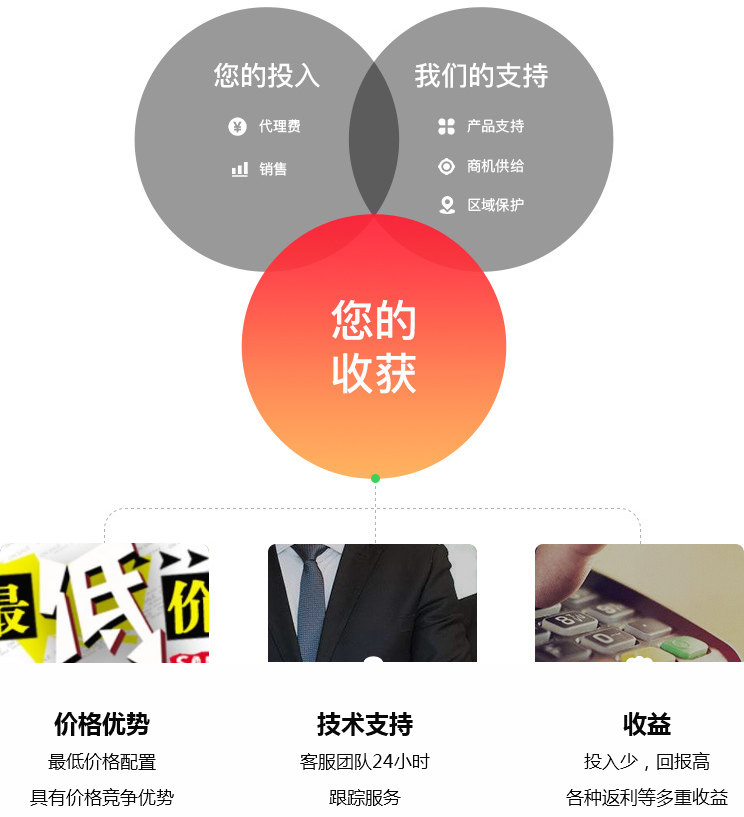 您的投入
¥ 代理费
销售
我们的支持
产品支持
商机供给
区域保护
您的
收获
最低价
价格优势
最低价格配置
具有价格竞争优势
技术支持
客服团队24小时
跟踪服务
收益
投入少，回报高
各种返利等多重收益